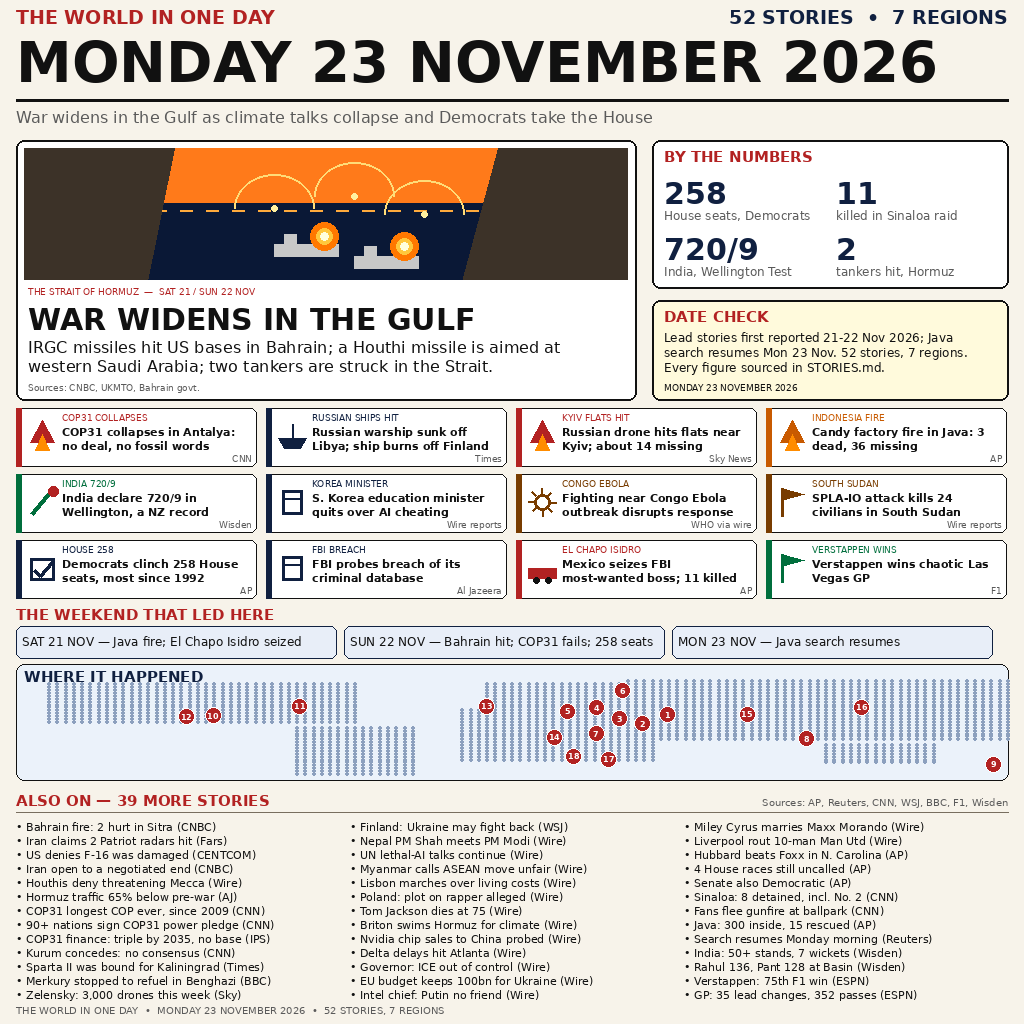 THE WORLD IN ONE DAY
52 STORIES • 7 REGIONS
MONDAY 23 NOVEMBER 2026
War widens in the Gulf as climate talks collapse and Democrats take the House
THE STRAIT OF HORMUZ — SAT 21 / SUN 22 NOV
WAR WIDENS IN THE GULF
IRGC missiles hit US bases in Bahrain; a Houthi missile is aimed at
western Saudi Arabia; two tankers are struck in the Strait.
Sources: CNBC, UKMTO, Bahrain govt.
BY THE NUMBERS
258
House seats, Democrats
11
killed in Sinaloa raid
720/9
India, Wellington Test
2
tankers hit, Hormuz
DATE CHECK
Lead stories first reported 21-22 Nov 2026; Java
search resumes Mon 23 Nov. 52 stories, 7 regions.
Every figure sourced in STORIES.md.
MONDAY 23 NOVEMBER 2026
COP31 COLLAPSES
COP31 collapses in Antalya:
no deal, no fossil words
CNN
RUSSIAN SHIPS HIT
Russian warship sunk off
Libya; ship burns off Finland
Times
KYIV FLATS HIT
Russian drone hits flats near
Kyiv; about 14 missing
Sky News
INDONESIA FIRE
Candy factory fire in Java: 3
dead, 36 missing
AP
INDIA 720/9
India declare 720/9 in
Wellington, a NZ record
Wisden
KOREA MINISTER
S. Korea education minister
quits over AI cheating
Wire reports
CONGO EBOLA
Fighting near Congo Ebola
outbreak disrupts response
WHO via wire
SOUTH SUDAN
SPLA-IO attack kills 24
civilians in South Sudan
Wire reports
HOUSE 258
Democrats clinch 258 House
seats, most since 1992
AP
FBI BREACH
FBI probes breach of its
criminal database
Al Jazeera
EL CHAPO ISIDRO
Mexico seizes FBI
most-wanted boss; 11 killed
AP
VERSTAPPEN WINS
Verstappen wins chaotic Las
Vegas GP
F1
THE WEEKEND THAT LED HERE
SAT 21 NOV — Java fire; El Chapo Isidro seized
SUN 22 NOV — Bahrain hit; COP31 fails; 258 seats
MON 23 NOV — Java search resumes
WHERE IT HAPPENED
12
10
11
13
5
4
6
3
2
1
15
16
14
7
8
18
17
9
ALSO ON — 39 MORE STORIES
Sources: AP, Reuters, CNN, WSJ, BBC, F1, Wisden
• Bahrain fire: 2 hurt in Sitra (CNBC)
• Iran claims 2 Patriot radars hit (Fars)
• US denies F-16 was damaged (CENTCOM)
• Iran open to a negotiated end (CNBC)
• Houthis deny threatening Mecca (Wire)
• Hormuz traffic 65% below pre-war (AJ)
• COP31 longest COP ever, since 2009 (CNN)
• 90+ nations sign COP31 power pledge (CNN)
• COP31 finance: triple by 2035, no base (IPS)
• Kurum concedes: no consensus (CNN)
• Sparta II was bound for Kaliningrad (Times)
• Merkury stopped to refuel in Benghazi (BBC)
• Zelensky: 3,000 drones this week (Sky)
• Finland: Ukraine may fight back (WSJ)
• Nepal PM Shah meets PM Modi (Wire)
• UN lethal-AI talks continue (Wire)
• Myanmar calls ASEAN move unfair (Wire)
• Lisbon marches over living costs (Wire)
• Poland: plot on rapper alleged (Wire)
• Tom Jackson dies at 75 (Wire)
• Briton swims Hormuz for climate (Wire)
• Nvidia chip sales to China probed (Wire)
• Delta delays hit Atlanta (Wire)
• Governor: ICE out of control (Wire)
• EU budget keeps 100bn for Ukraine (Wire)
• Intel chief: Putin no friend (Wire)
• Miley Cyrus marries Maxx Morando (Wire)
• Liverpool rout 10-man Man Utd (Wire)
• Hubbard beats Foxx in N. Carolina (AP)
• 4 House races still uncalled (AP)
• Senate also Democratic (AP)
• Sinaloa: 8 detained, incl. No. 2 (CNN)
• Fans flee gunfire at ballpark (CNN)
• Java: 300 inside, 15 rescued (AP)
• Search resumes Monday morning (Reuters)
• India: 50+ stands, 7 wickets (Wisden)
• Rahul 136, Pant 128 at Basin (Wisden)
• Verstappen: 75th F1 win (ESPN)
• GP: 35 lead changes, 352 passes (ESPN)
THE WORLD IN ONE DAY • MONDAY 23 NOVEMBER 2026 • 52 STORIES, 7 REGIONS